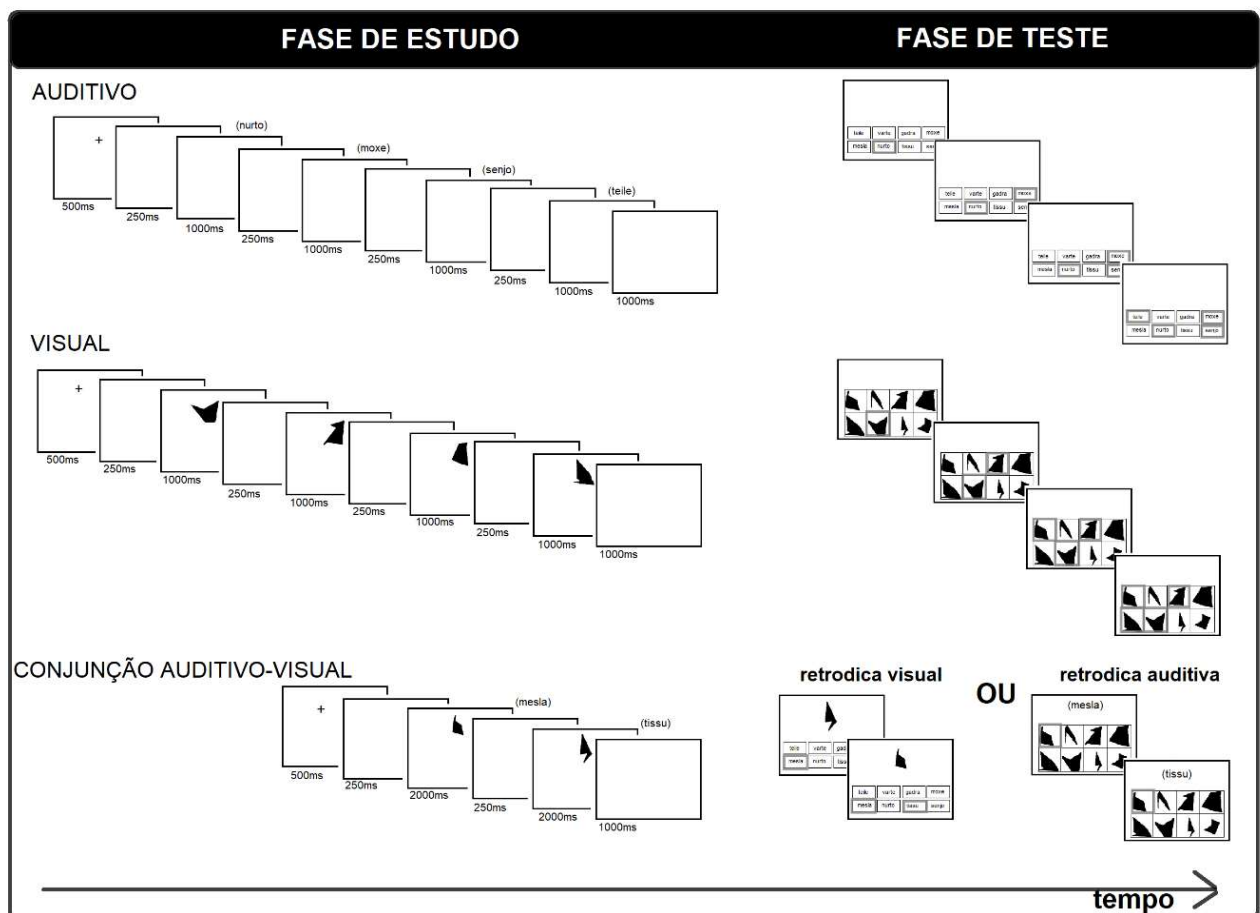 FASE DE ESTUDO
FASE DE TESTE
AUDITIVO
+
(nurto)
(moxe)
(senjo)
(teile)
500ms
250ms
1000ms
250ms
1000ms
250ms
1000ms
250ms
1000ms
1000ms
teile varte gadra moxe
mesla nurto tissu
teile varte gadra moxe
mesla nurto tissu
teile varte gadra moxe
mesla nurto tissu
teile varte gadra moxe
mesla nurto tissu senjo
VISUAL
+
500ms
250ms
1000ms
250ms
1000ms
250ms
1000ms
250ms
1000ms
1000ms
CONJUNÇÃO AUDITIVO-VISUAL
+
(mesla)
(tissu)
500ms
250ms
2000ms
250ms
2000ms
1000ms
retrodica visual
OU
retrodica auditiva
teile varte
mesla nurto
teile varte gadra moxe
mesla nurto tissu senjo
(mesla)
(tissu)
tempo